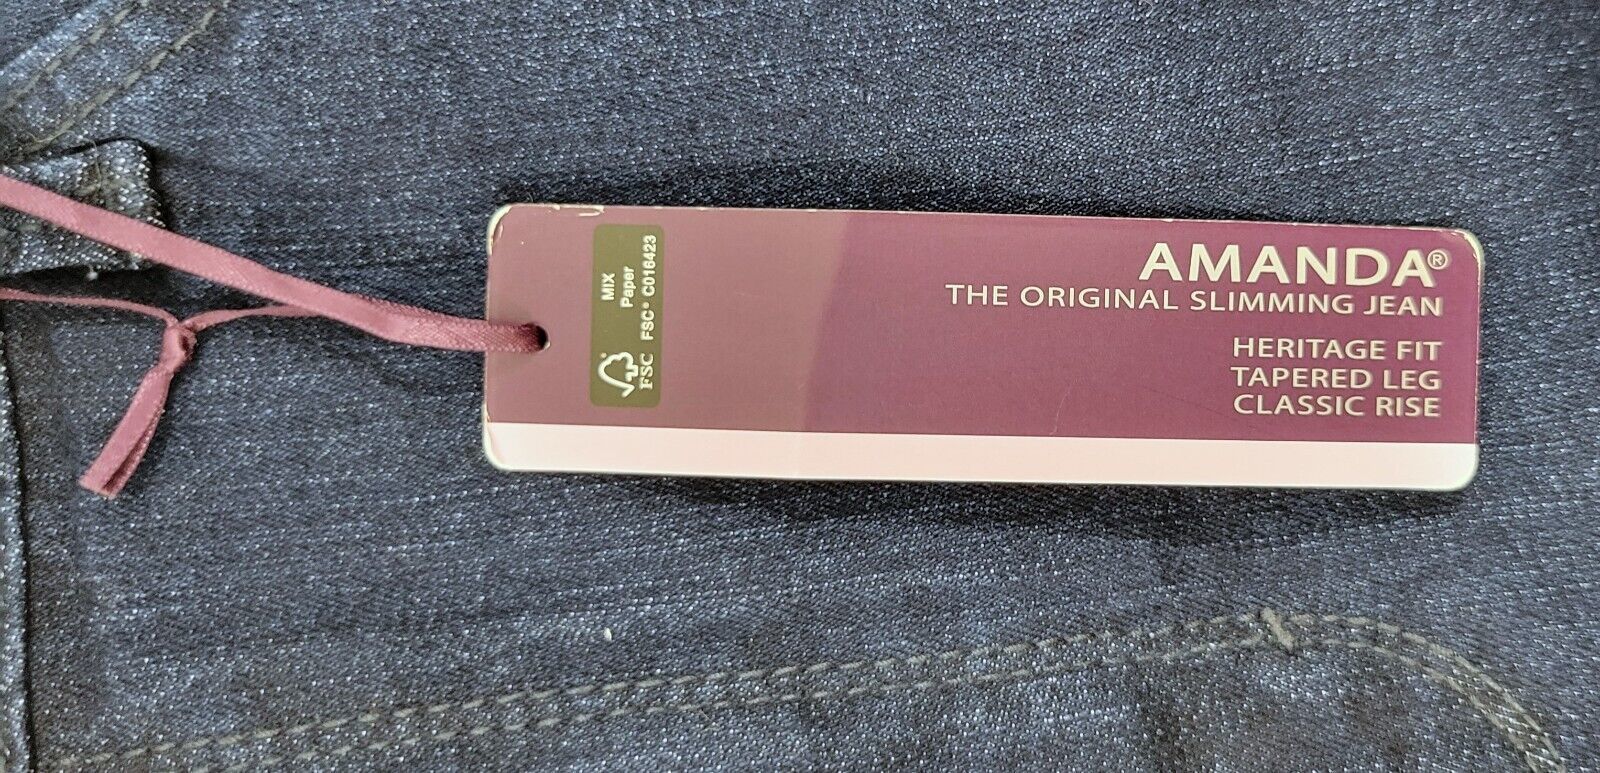 MIX
Paper
FSC® C016423
FSC
AMANDA®
THE ORIGINAL SLIMMING JEAN
HERITAGE FIT
TAPERED LEG
CLASSIC RISE